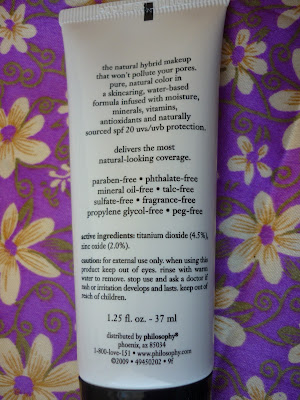 the natural hybrid makeup
that won't pollute your pores.
pure, natural color in
a skincaring, water-based
formula infused with moisture,
minerals, vitamins,
antioxidants and naturally
sourced spf 20 uvs/uvb protection.
delivers the most
natural-looking coverage.
paraben-free • phthalate-free
mineral oil-free • talc-free
sulfate-free • fragrance-free
propylene glycol-free • peg-free
active ingredients: titanium dioxide (4.5%),
zinc oxide (2.0%).
caution: for external use only. when using this
product keep out of eyes. rinse with warm
water to remove. stop use and ask a doctor if
rash or irritation develops and lasts. keep out of
reach of children.
1.25 fl. oz. - 37 ml
distributed by philosophy®
phoenix, az 85034
1-800-love-151 • www.philosophy.com
©2009 • 49450202 • 9f